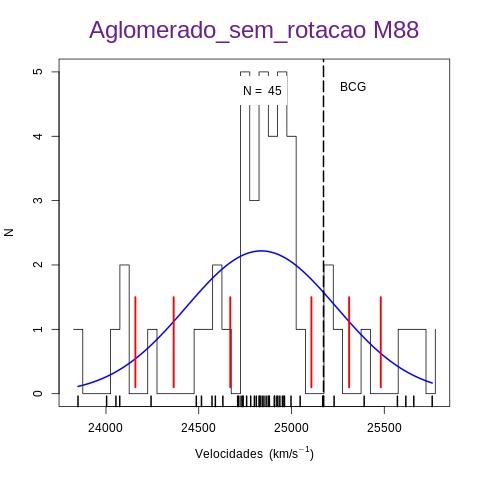 Aglomerado_sem_rotacao M88
5
N = 45
BCG
4
3
N
2
1
0
24000 24500 25000 25500
Velocidades (km/s⁻¹)